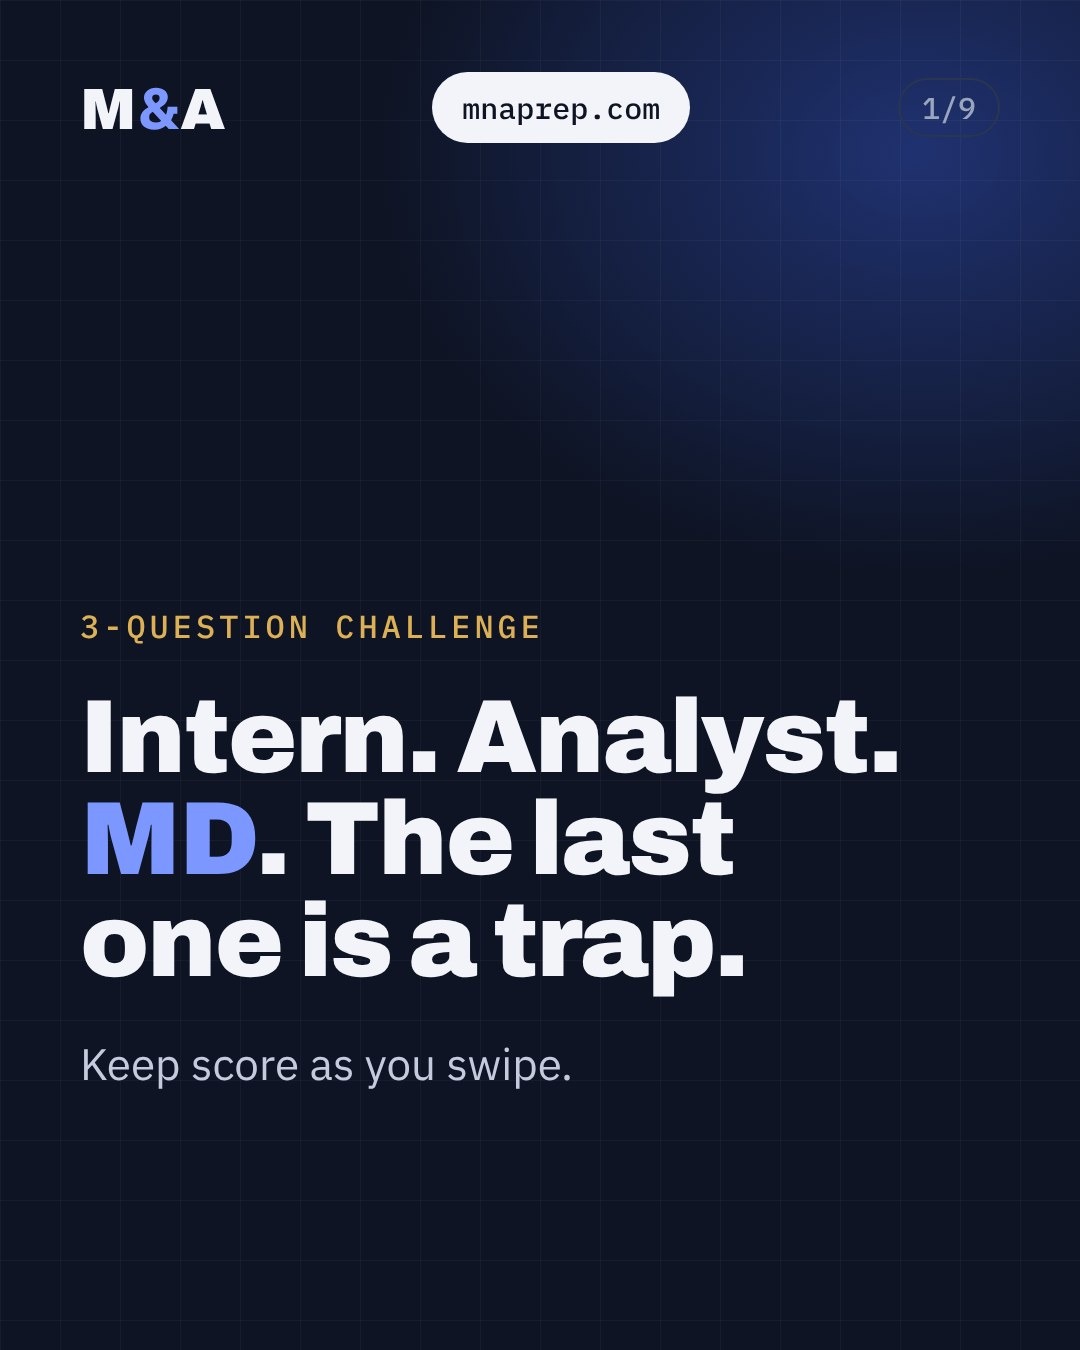 M&A
mnaprep.com
1/9
3-QUESTION CHALLENGE
Intern. Analyst.
MD. The last
one is a trap.
Keep score as you swipe.